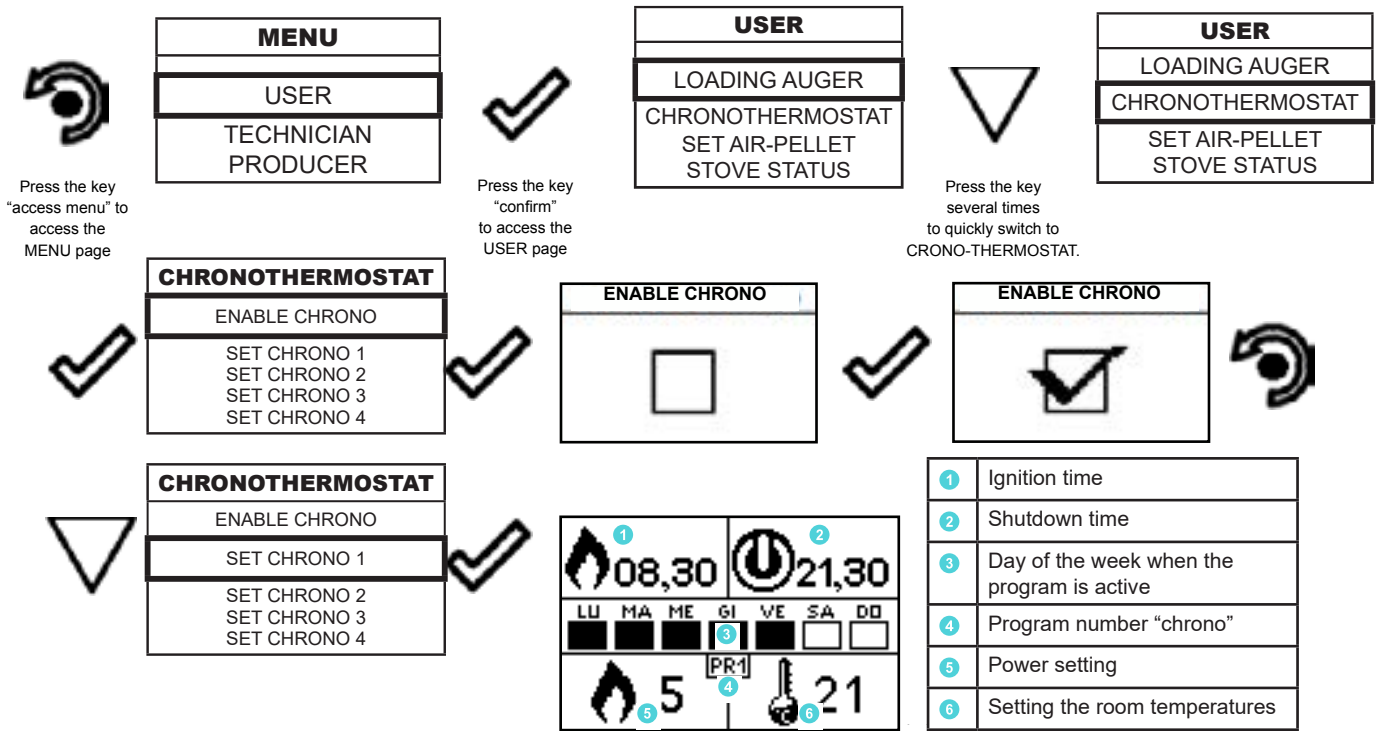 MENU
USER
TECHNICIAN
PRODUCER
Press the key
“access menu” to
access the
MENU page
Press the key
“confirm”
to access the
USER page
USER
LOADING AUGER
CHRONOTHERMOSTAT
SET AIR-PELLET
STOVE STATUS
Press the key
several times
to quickly switch to
CRONO-THERMOSTAT.
USER
LOADING AUGER
CHRONOTHERMOSTAT
SET AIR-PELLET
STOVE STATUS
CHRONOTHERMOSTAT
ENABLE CHRONO
SET CHRONO 1
SET CHRONO 2
SET CHRONO 3
SET CHRONO 4
ENABLE CHRONO
ENABLE CHRONO
CHRONOTHERMOSTAT
ENABLE CHRONO
SET CHRONO 1
SET CHRONO 2
SET CHRONO 3
SET CHRONO 4
1 2
08,30 21,30
LU MA ME GI VE SA DO
3
PR1
4
5 5 6 21
1 Ignition time
2 Shutdown time
3 Day of the week when the
program is active
4 Program number “chrono”
5 Power setting
6 Setting the room temperatures